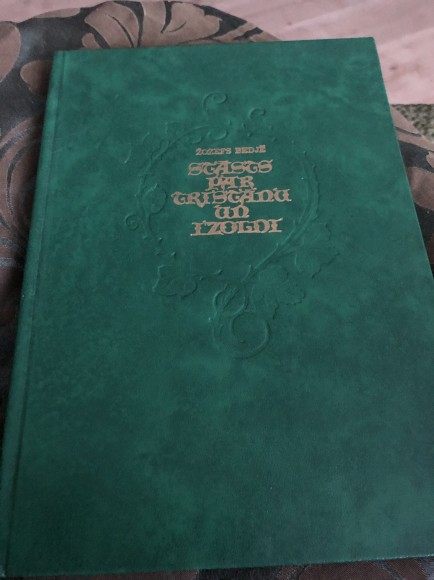 ŽOZEFS BEDJĒ
STĀSTS
PAR
TRISTANU
UN
IZOLDI